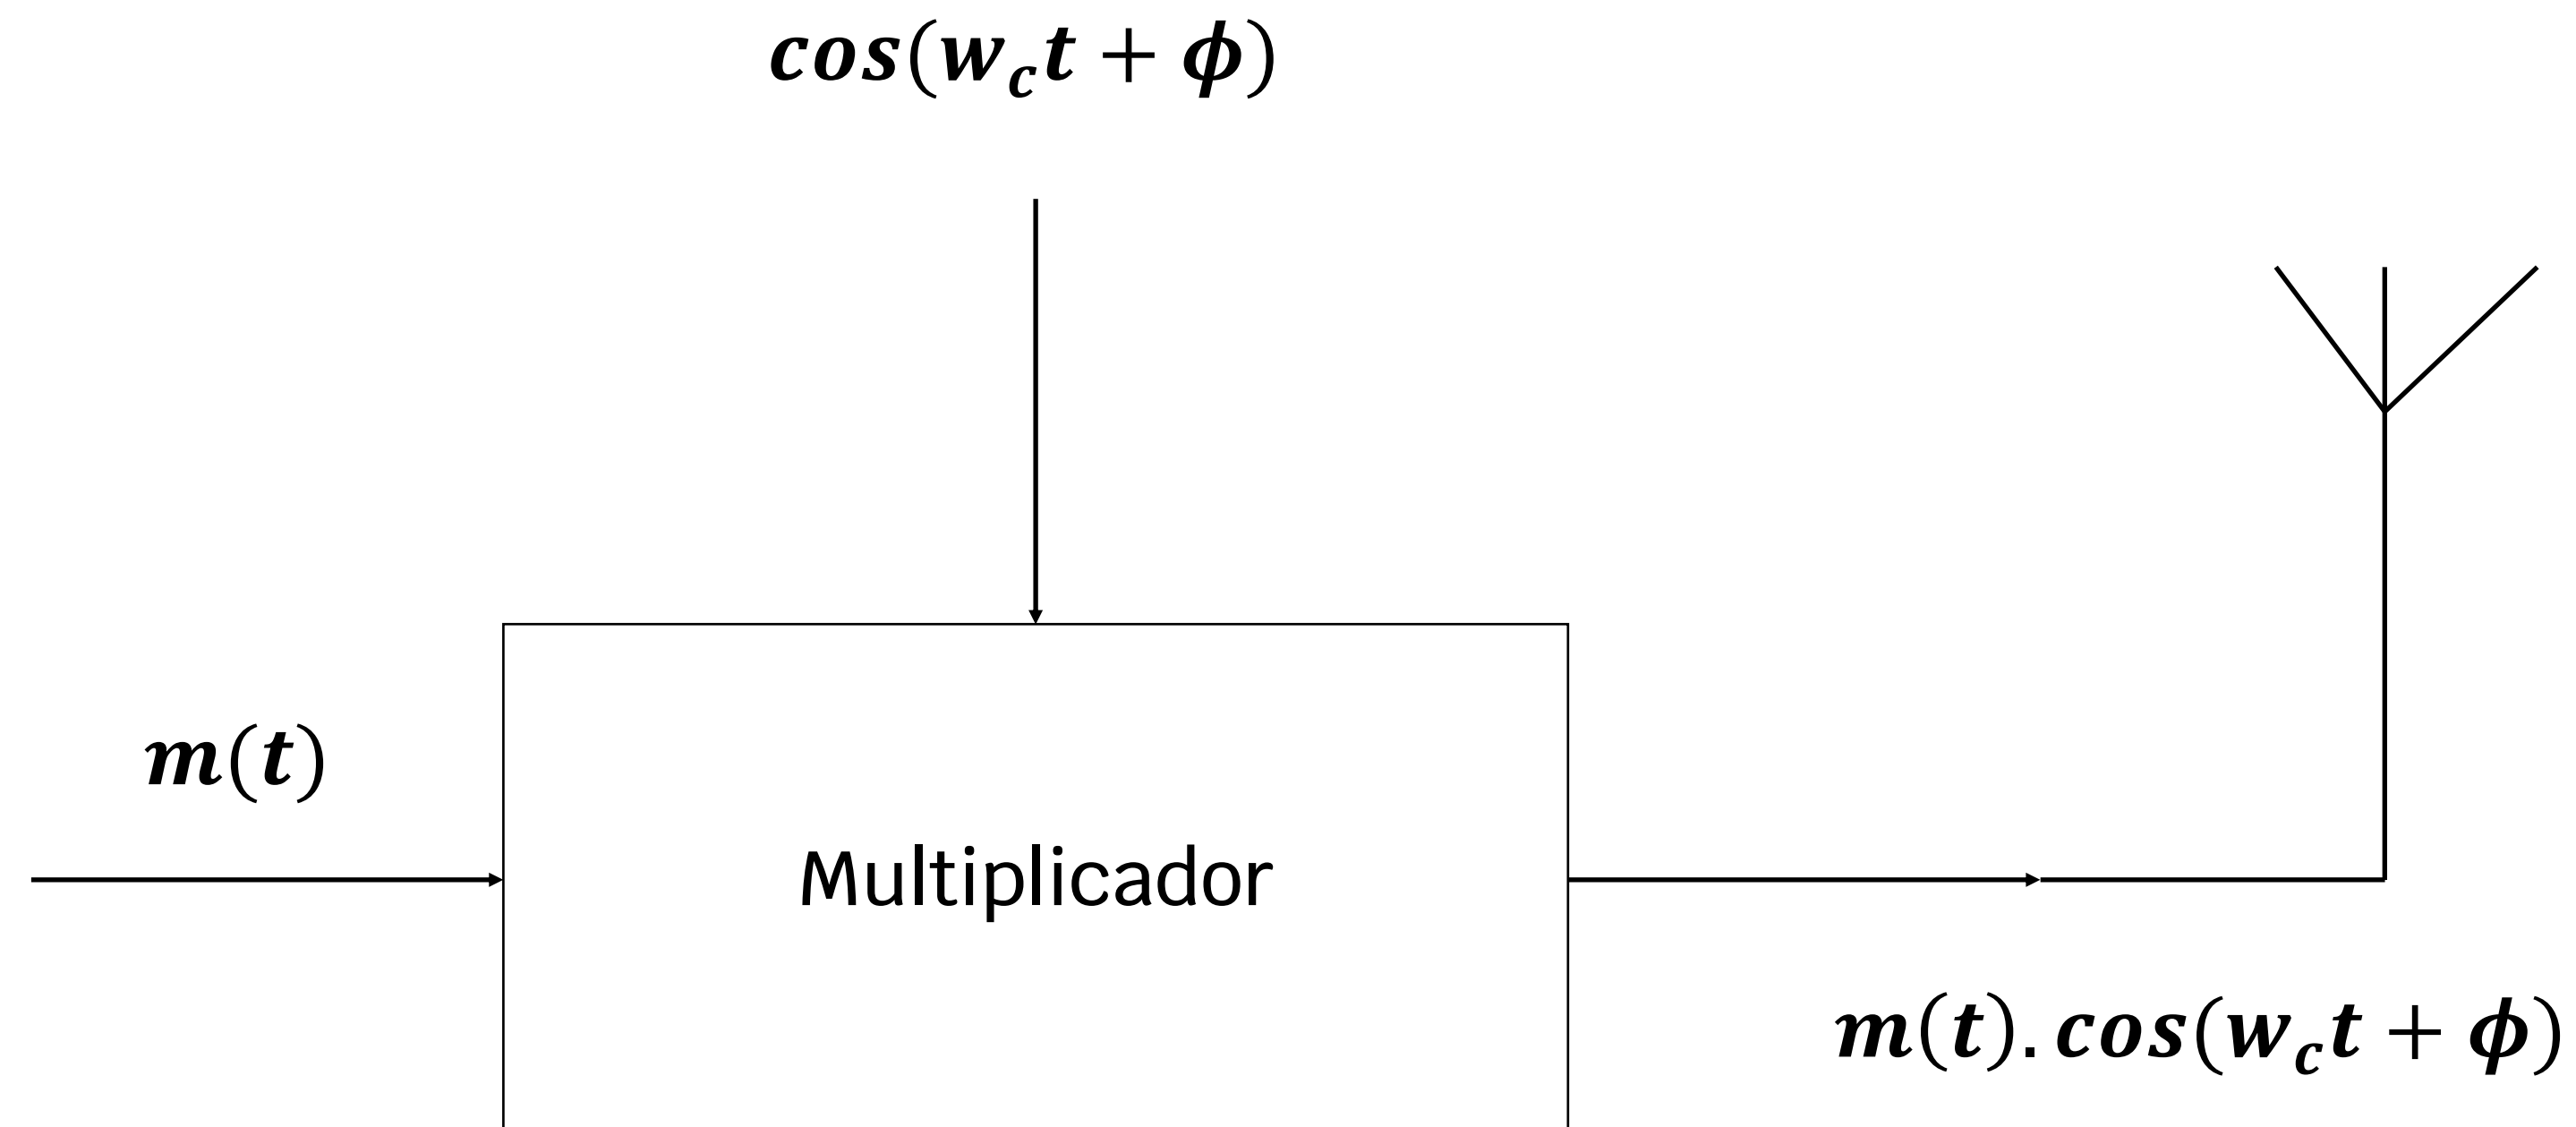 cos(w_c t + ϕ)
m(t)
Multiplicador
m(t).cos(w_c t + ϕ)